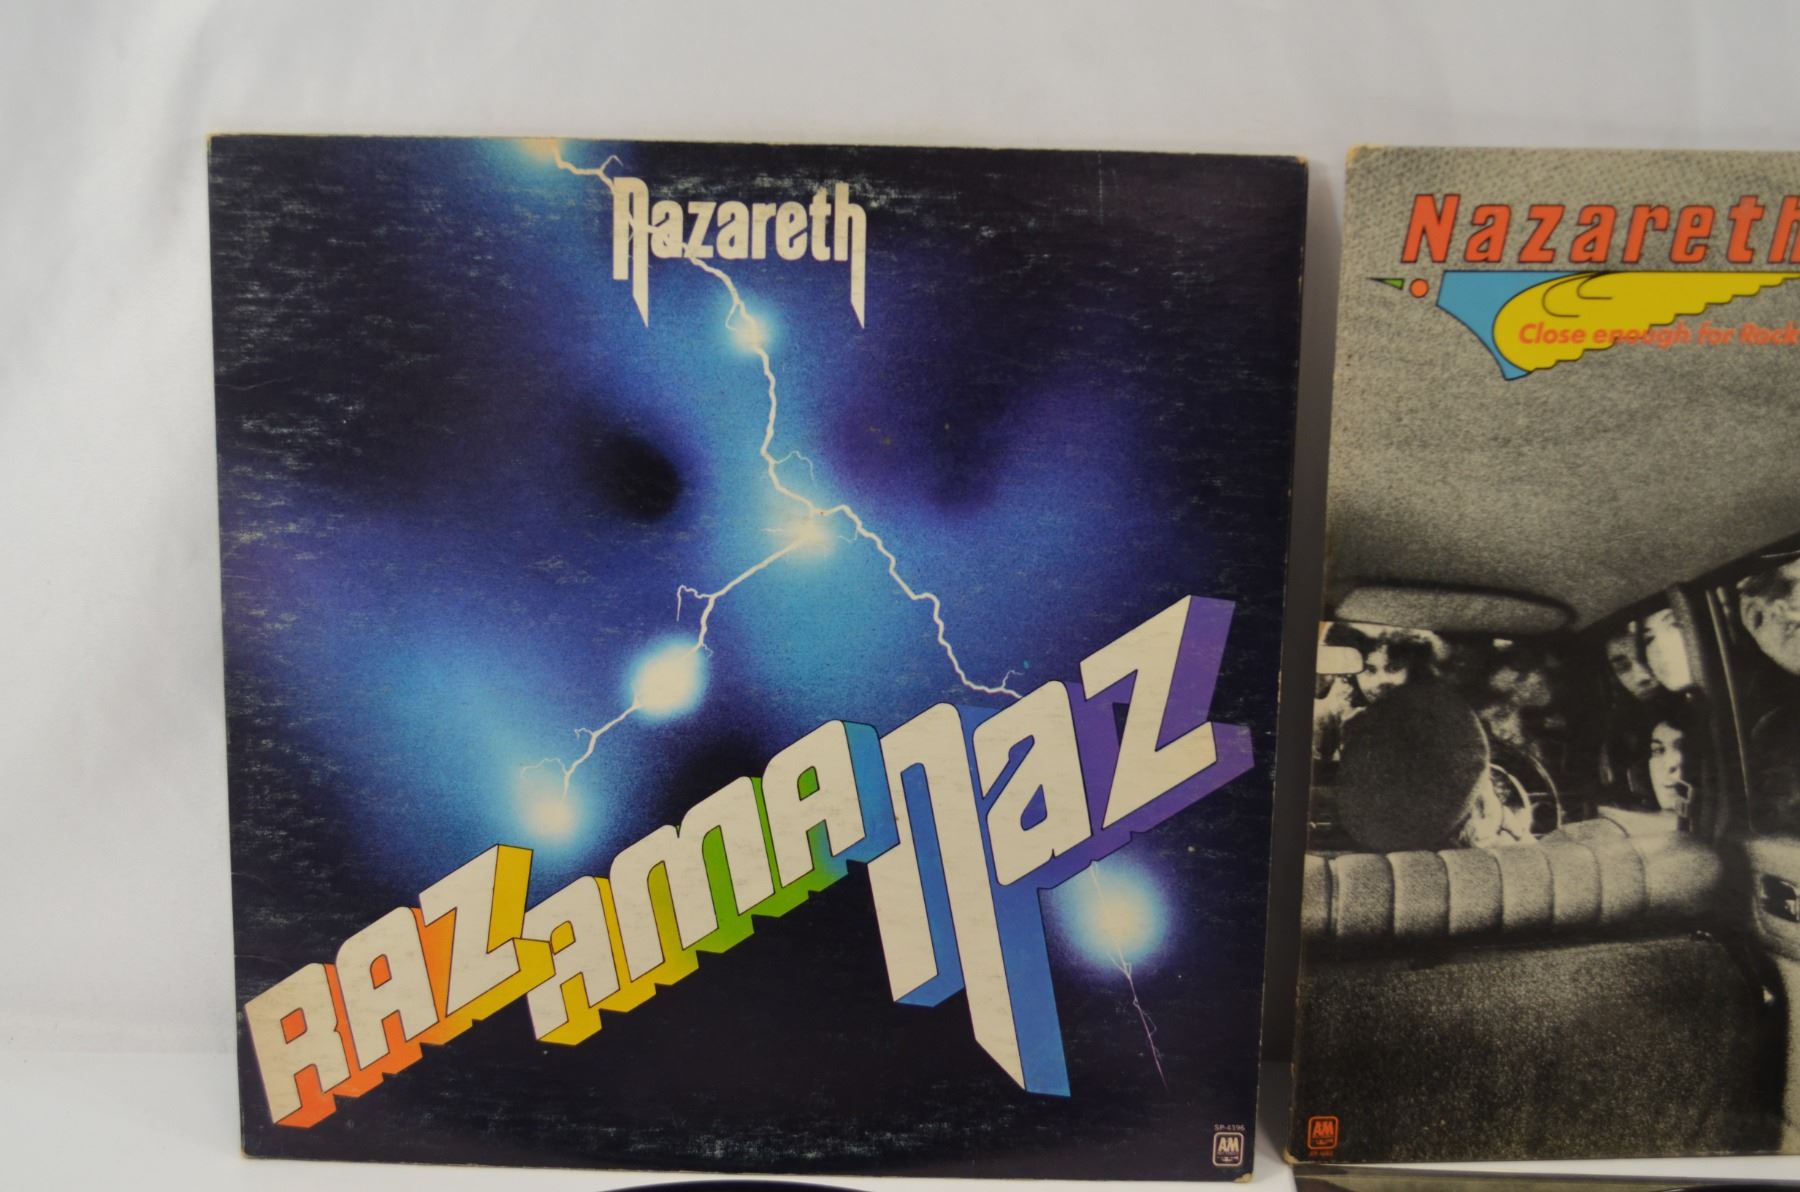 Nazareth
RAZAMANAZ
SP-4396
A&M
Nazareth
Close enough for Rock
A&M